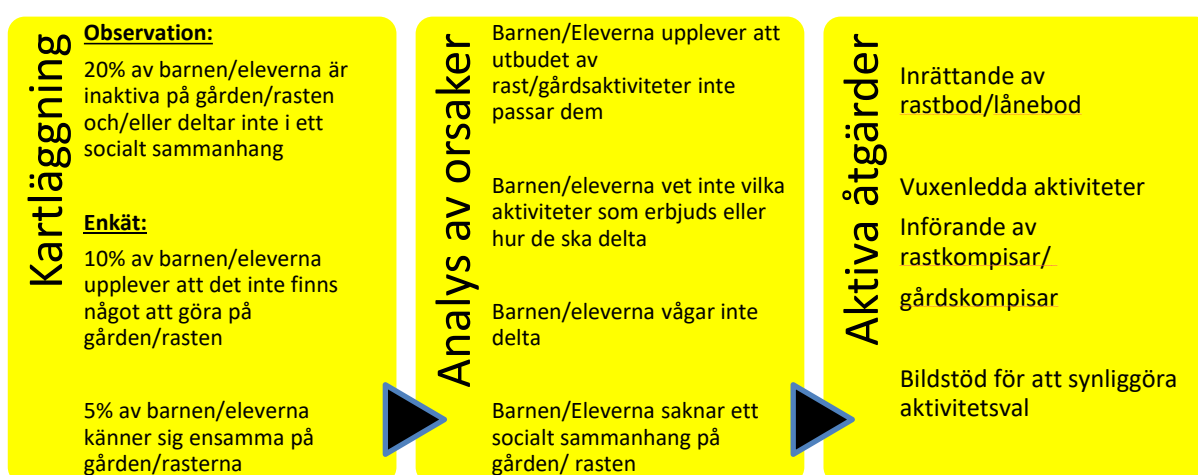 Kartläggning
Observation:
20% av barnen/eleverna är
inaktiva på gården/rasten
och/eller deltar inte i ett
socialt sammanhang
Enkät:
10% av barnen/eleverna
upplever att det inte finns
något att göra på
gården/rasten
5% av barnen/eleverna
känner sig ensamma på
gården/rasterna
Analys av orsaker
Barnen/Eleverna upplever att
utbudet av
rast/gårdsaktiviteter inte
passar dem
Barnen/eleverna vet inte vilka
aktiviteter som erbjuds eller
hur de ska delta
Barnen/eleverna vågar inte
delta
Barnen/Eleverna saknar ett
socialt sammanhang på
gården/ rasten
Aktiva åtgärder
Inrättande av
rastbod/lånebod
Vuxenledda aktiviteter
Införande av
rastkompisar/
gårdskompisar
Bildstöd för att synliggöra
aktivitetsval